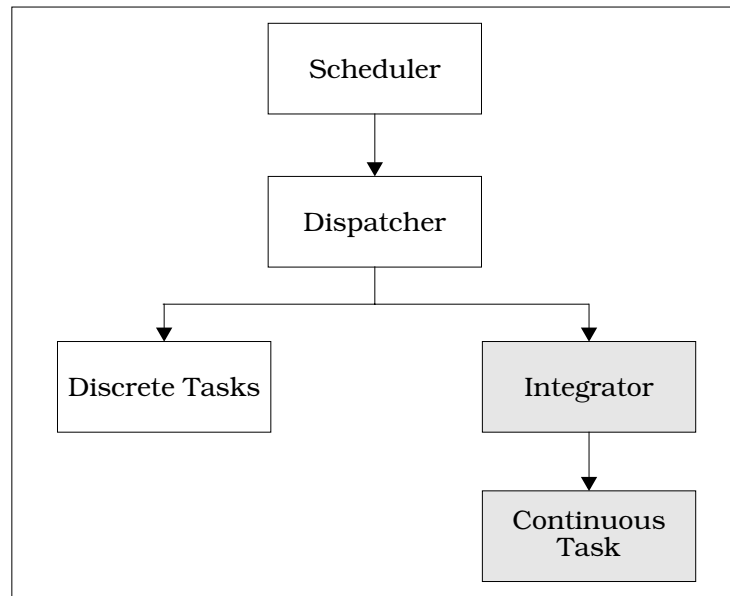 Scheduler
Dispatcher
Discrete Tasks
Integrator
Continuous
Task